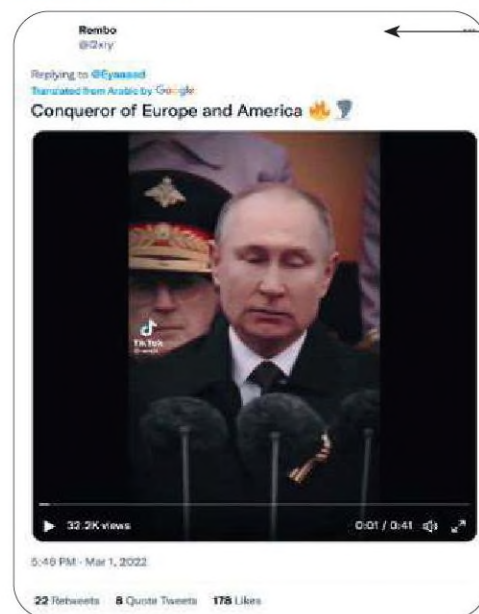 Rembo
@i2xry
Replying to @Eyaaaad
Translated from Arabic by Google
Conqueror of Europe and America
TikTok
32.2K views
0:01 / 0:41
5:46 PM · Mar 1, 2022
22 Retweets 8 Quote Tweets 178 Likes